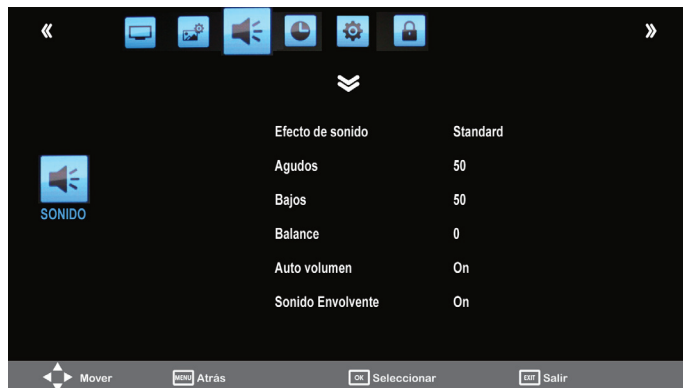 Efecto de sonido Standard
Agudos 50
SONIDO
Bajos 50
Balance 0
Auto volumen On
Sonido Envolvente On
Mover MENU Atrás OK Seleccionar EXIT Salir